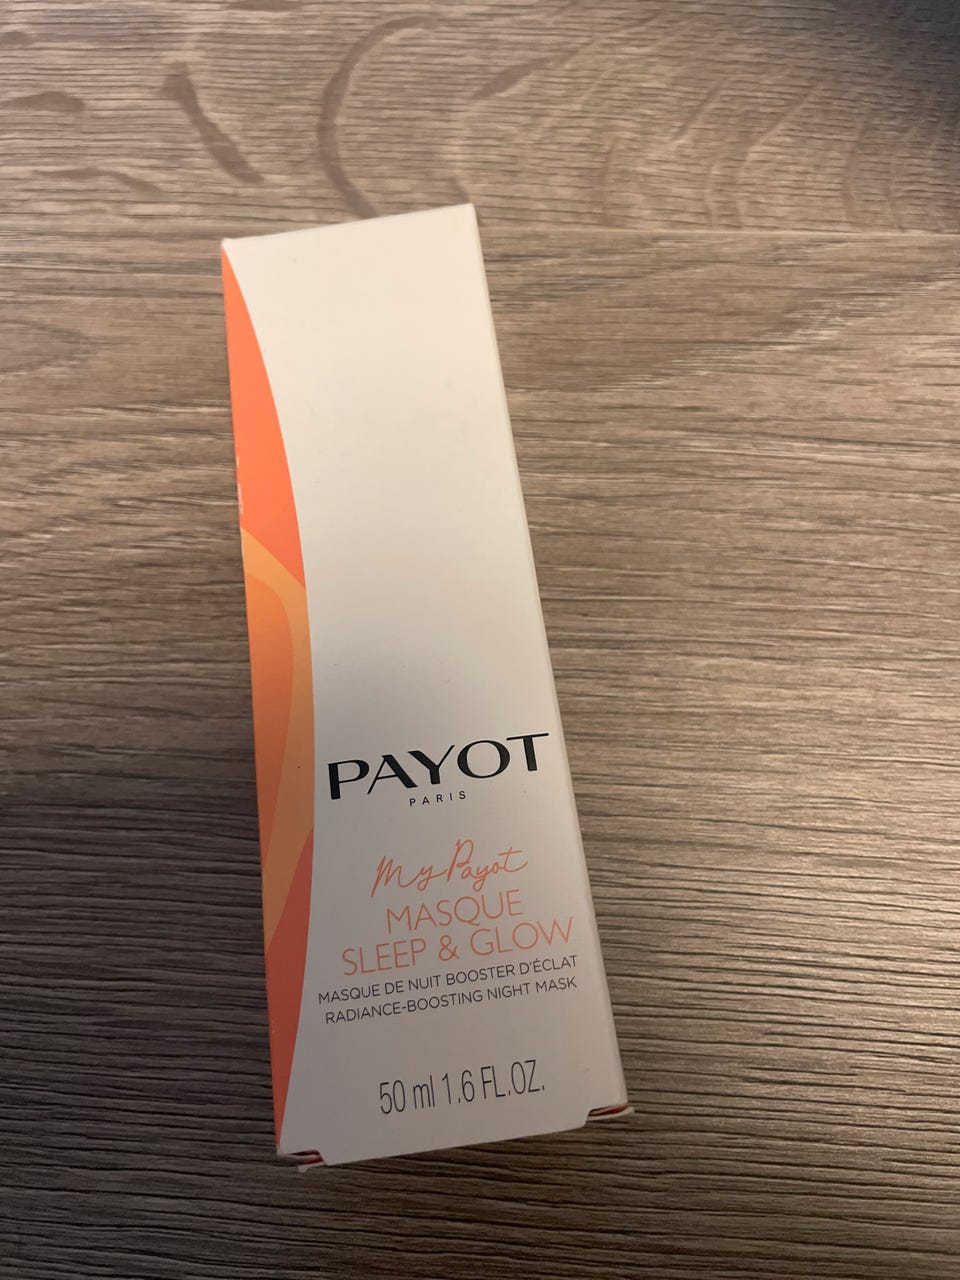 PAYOT
PARIS
My Payot
MASQUE
SLEEP & GLOW
MASQUE DE NUIT BOOSTER D'ÉCLAT
RADIANCE-BOOSTING NIGHT MASK
50 ml 1.6 FL.OZ.